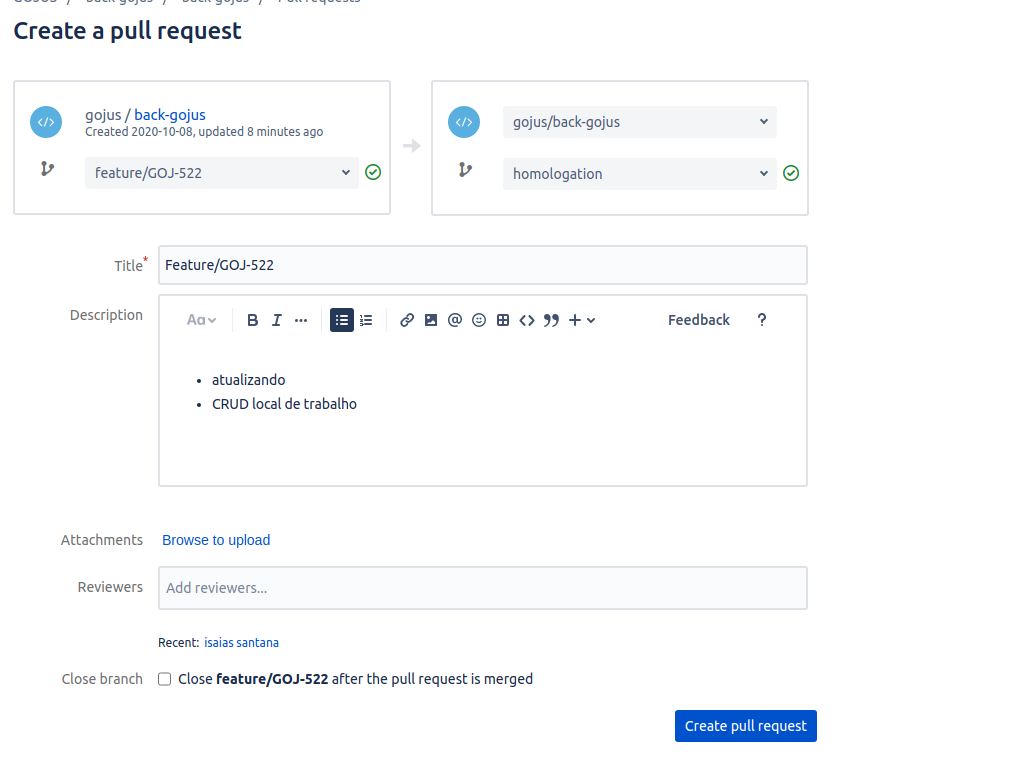 GOJUS / back-gojus / back-gojus / Pull requests
Create a pull request
gojus / back-gojus
Created 2020-10-08, updated 8 minutes ago
feature/GOJ-522
gojus/back-gojus
homologation
Title*
Feature/GOJ-522
Description
Aa B I ... @ <> Feedback ?
• atualizando
• CRUD local de trabalho
Attachments Browse to upload
Reviewers Add reviewers...
Recent: isaias santana
Close branch Close feature/GOJ-522 after the pull request is merged
Create pull request